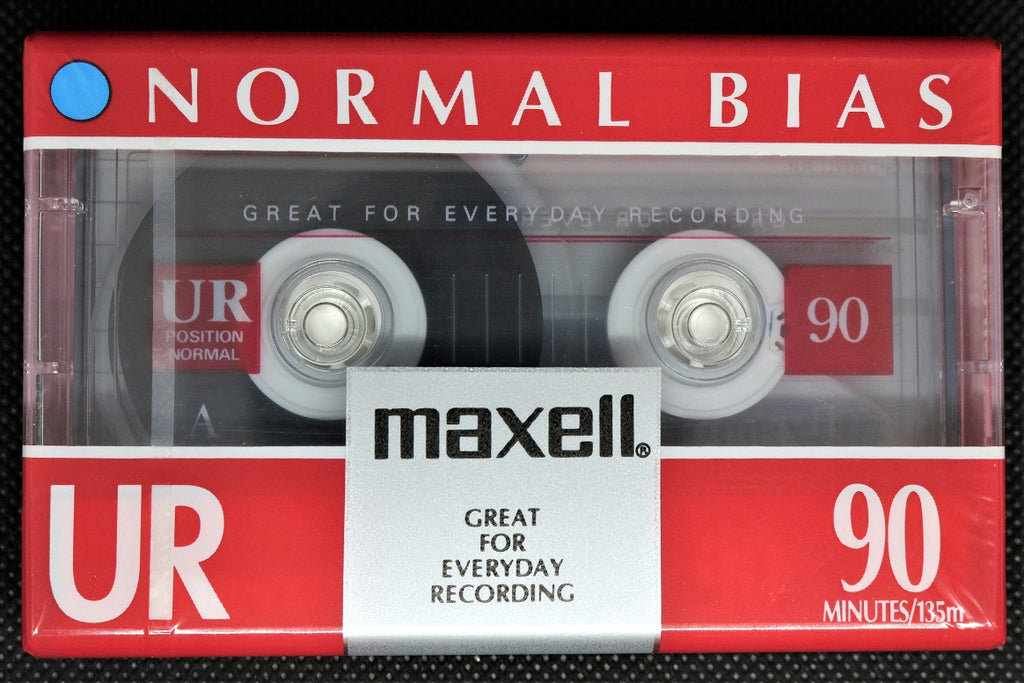 NORMAL BIAS
GREAT FOR EVERYDAY RECORDING
UR
POSITION
NORMAL
90
A
maxell®
GREAT
FOR
EVERYDAY
RECORDING
UR
90
MINUTES/135m